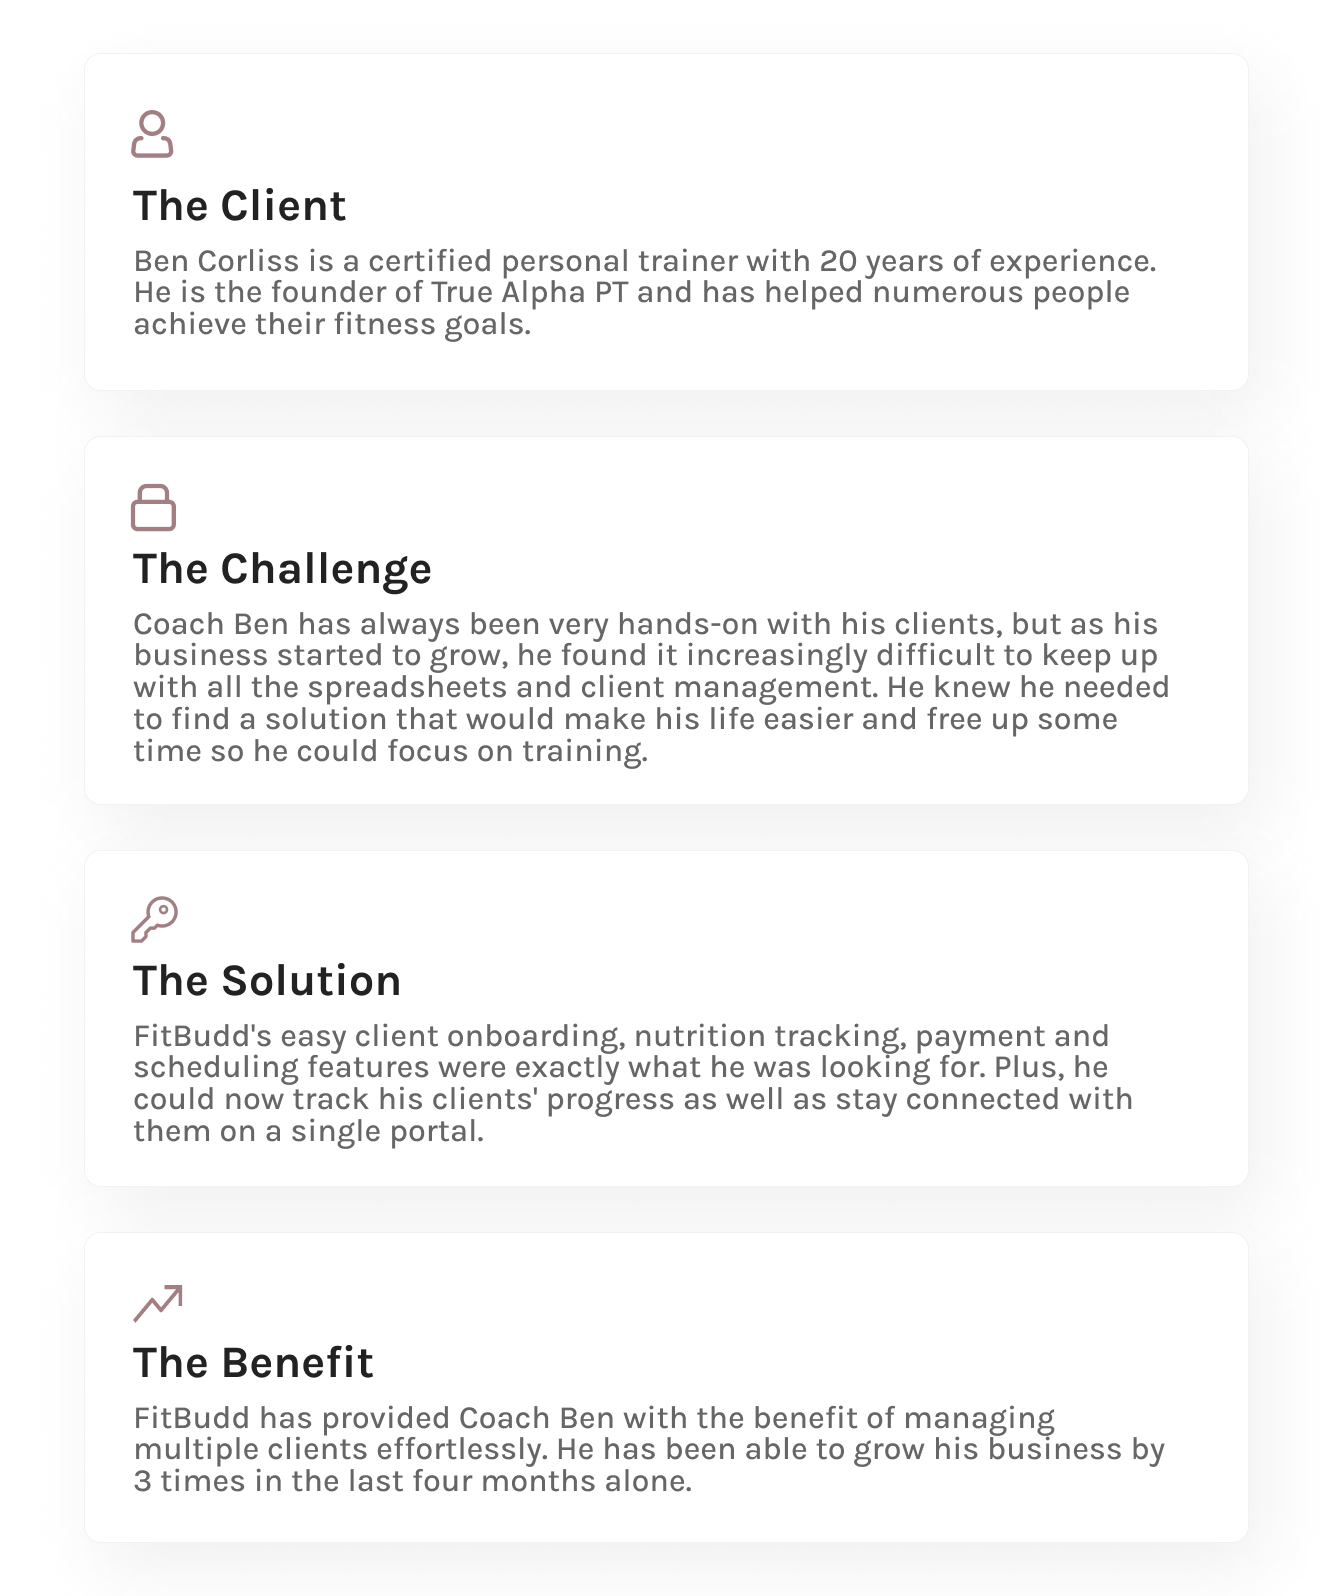 The Client
Ben Corliss is a certified personal trainer with 20 years of experience.
He is the founder of True Alpha PT and has helped numerous people
achieve their fitness goals.
The Challenge
Coach Ben has always been very hands-on with his clients, but as his
business started to grow, he found it increasingly difficult to keep up
with all the spreadsheets and client management. He knew he needed
to find a solution that would make his life easier and free up some
time so he could focus on training.
The Solution
FitBudd's easy client onboarding, nutrition tracking, payment and
scheduling features were exactly what he was looking for. Plus, he
could now track his clients' progress as well as stay connected with
them on a single portal.
The Benefit
FitBudd has provided Coach Ben with the benefit of managing
multiple clients effortlessly. He has been able to grow his business by
3 times in the last four months alone.